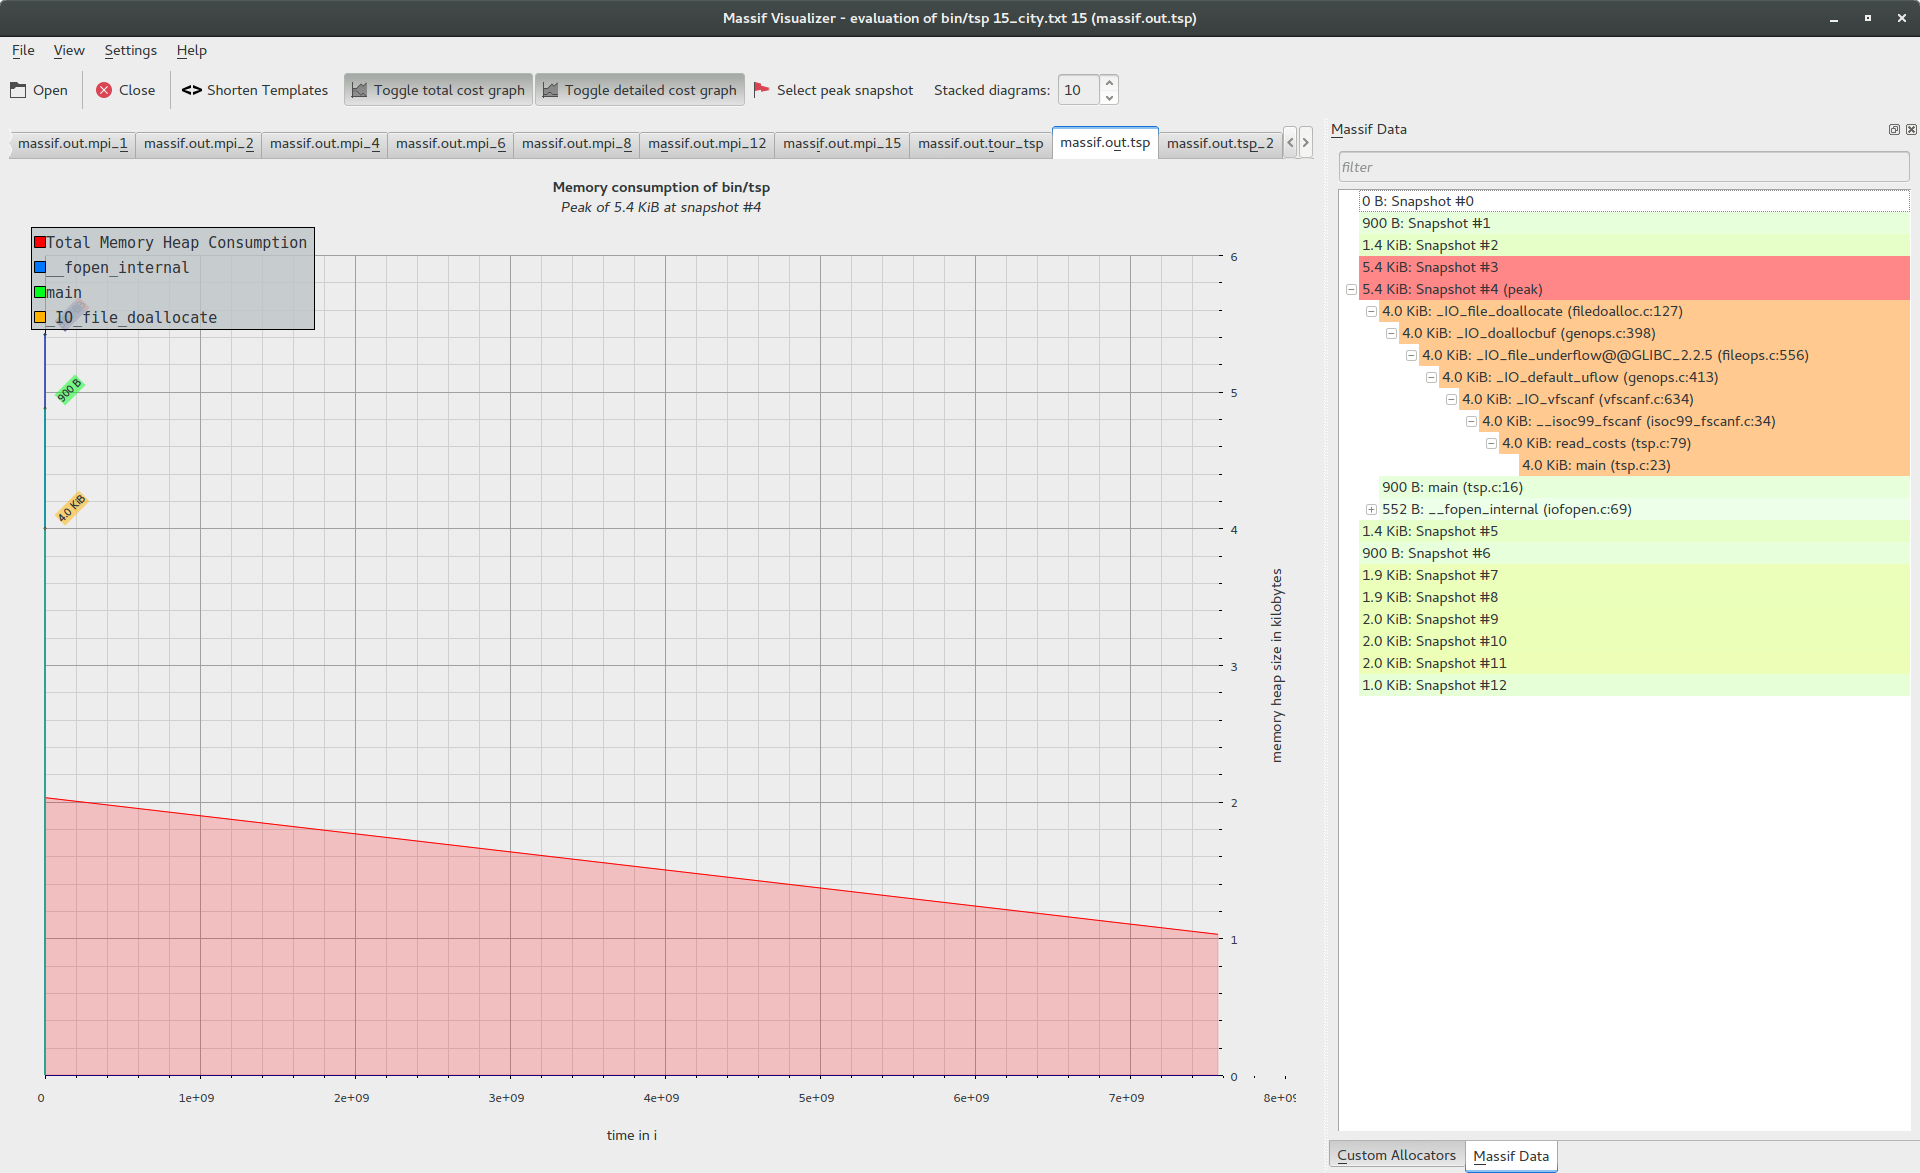 Massif Visualizer - evaluation of bin/tsp 15_city.txt 15 (massif.out.tsp)
File View Settings Help
Open Close <> Shorten Templates Toggle total cost graph Toggle detailed cost graph Select peak snapshot Stacked diagrams: 10
massif.out.mpi_1 massif.out.mpi_2 massif.out.mpi_4 massif.out.mpi_6 massif.out.mpi_8 massif.out.mpi_12 massif.out.mpi_15 massif.out.tour_tsp massif.out.tsp massif.out.tsp_2
Memory consumption of bin/tsp
Peak of 5.4 KiB at snapshot #4
Total Memory Heap Consumption
__fopen_internal
main
_IO_file_doallocate
900 B
4.0 KiB
6
5
4
3
2
1
0
memory heap size in kilobytes
0 1e+09 2e+09 3e+09 4e+09 5e+09 6e+09 7e+09 8e+09
time in i
Massif Data
filter
0 B: Snapshot #0
900 B: Snapshot #1
1.4 KiB: Snapshot #2
5.4 KiB: Snapshot #3
5.4 KiB: Snapshot #4 (peak)
4.0 KiB: _IO_file_doallocate (filedoalloc.c:127)
4.0 KiB: _IO_doallocbuf (genops.c:398)
4.0 KiB: _IO_file_underflow@@GLIBC_2.2.5 (fileops.c:556)
4.0 KiB: _IO_default_uflow (genops.c:413)
4.0 KiB: _IO_vfscanf (vfscanf.c:634)
4.0 KiB: __isoc99_fscanf (isoc99_fscanf.c:34)
4.0 KiB: read_costs (tsp.c:79)
4.0 KiB: main (tsp.c:23)
900 B: main (tsp.c:16)
552 B: __fopen_internal (iofopen.c:69)
1.4 KiB: Snapshot #5
900 B: Snapshot #6
1.9 KiB: Snapshot #7
1.9 KiB: Snapshot #8
2.0 KiB: Snapshot #9
2.0 KiB: Snapshot #10
2.0 KiB: Snapshot #11
1.0 KiB: Snapshot #12
Custom Allocators Massif Data